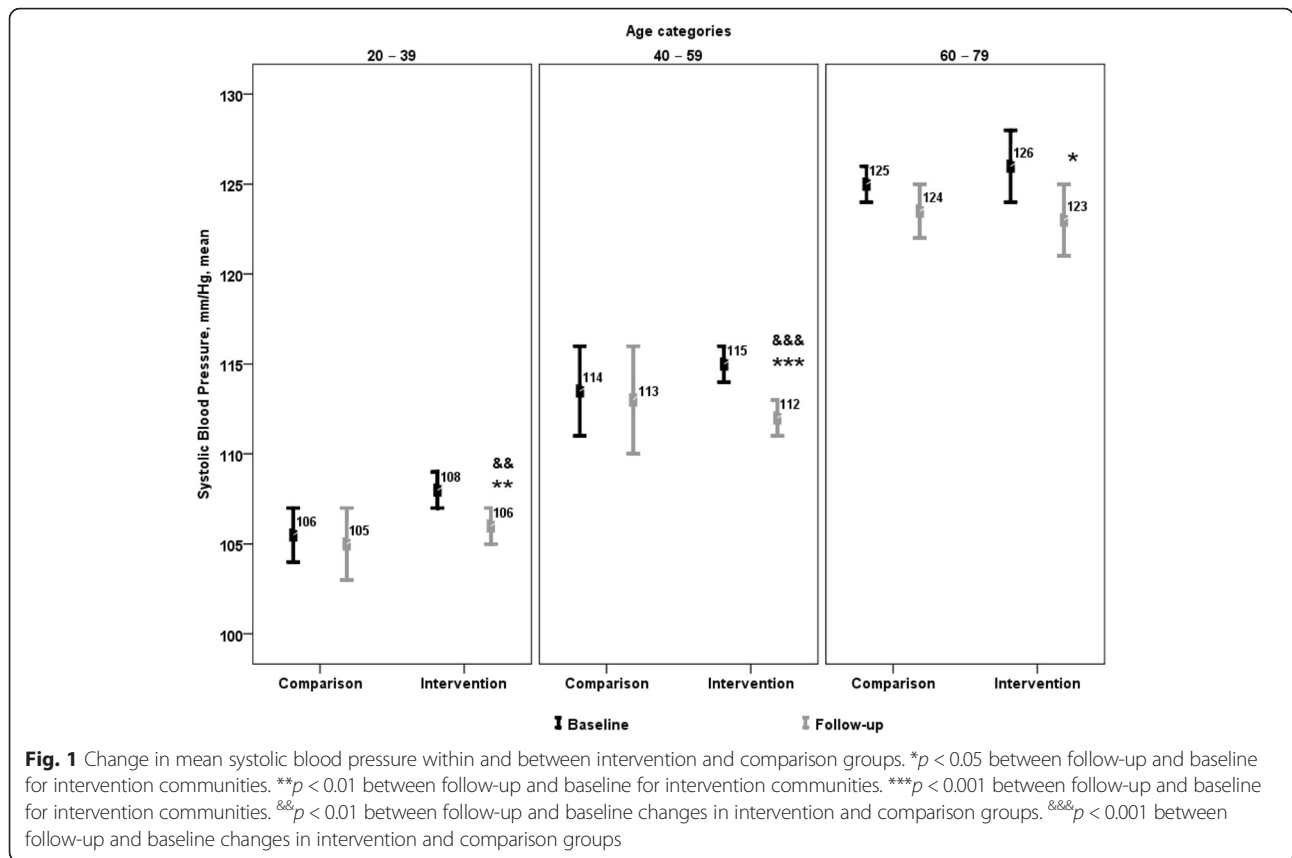 Age categories
20 – 39 40 – 59 60 – 79
Systolic Blood Pressure, mm/Hg, mean
130
125
120
115
110
105
100
106
105
108
&&
**
106
114
113
115
&&&
***
112
125
124
126
*
123
Comparison Intervention Comparison Intervention Comparison Intervention
Baseline Follow-up
Fig. 1 Change in mean systolic blood pressure within and between intervention and comparison groups. *p < 0.05 between follow-up and baseline
for intervention communities. **p < 0.01 between follow-up and baseline for intervention communities. ***p < 0.001 between follow-up and baseline
for intervention communities. &&p < 0.01 between follow-up and baseline changes in intervention and comparison groups. &&&p < 0.001 between
follow-up and baseline changes in intervention and comparison groups